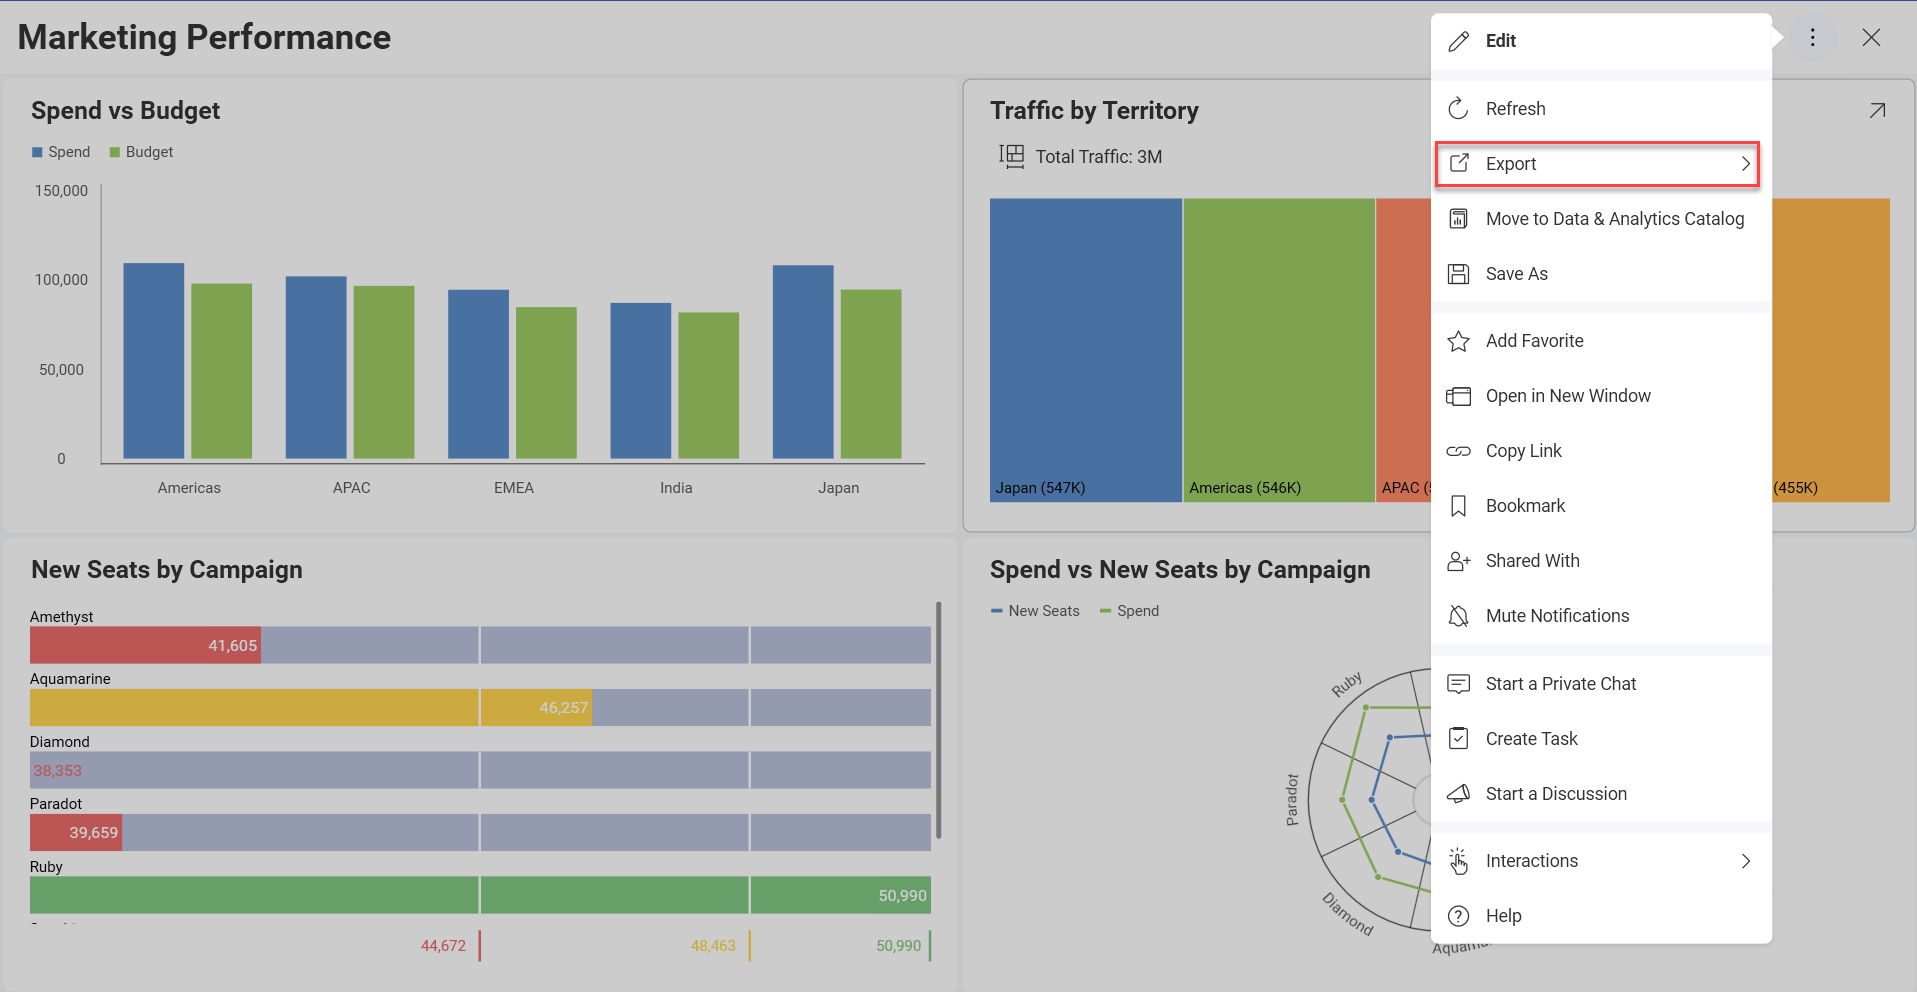 Marketing Performance
Spend vs Budget
Spend
Budget
150,000
100,000
50,000
0
Americas
APAC
EMEA
India
Japan
Traffic by Territory
Total Traffic: 3M
Japan (547K)
Americas (546K)
APAC (
(455K)
New Seats by Campaign
Amethyst
41,605
Aquamarine
46,257
Diamond
38,353
Paradot
39,659
Ruby
50,990
44,672
48,463
50,990
Spend vs New Seats by Campaign
New Seats
Spend
Ruby
Paradot
Diamond
Edit
Refresh
Export
Move to Data & Analytics Catalog
Save As
Add Favorite
Open in New Window
Copy Link
Bookmark
Shared With
Mute Notifications
Start a Private Chat
Create Task
Start a Discussion
Interactions
Help